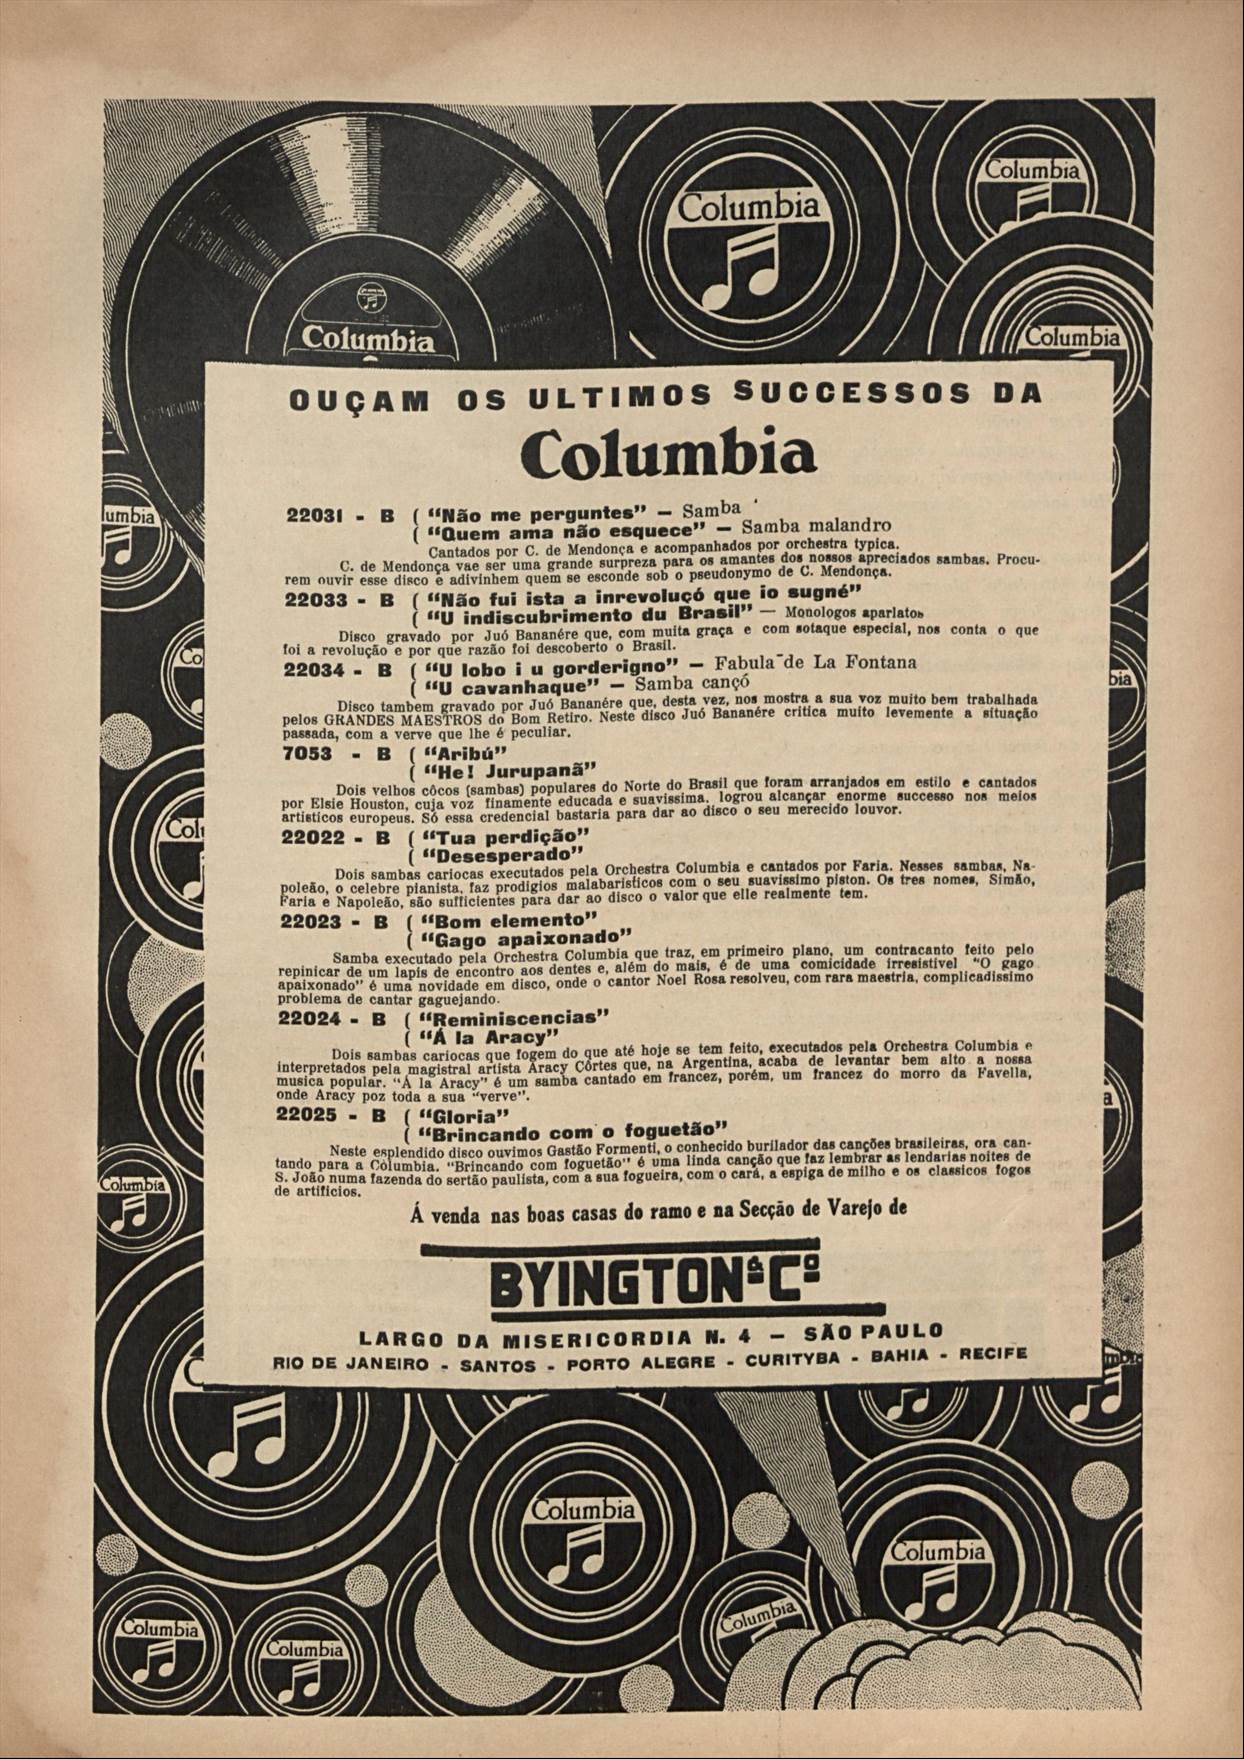 Columbia
Columbia
Columbia
Columbia
OUÇAM OS ULTIMOS SUCCESSOS DA
Columbia
22031 - B ( "Não me perguntes" — Samba
( "Quem ama não esquece" — Samba malandro
Cantados por C. de Mendonça e acompanhados por orchestra typica.
C. de Mendonça vae ser uma grande surpreza para os amantes dos nossos apreciados sambas. Procu-
rem ouvir esse disco e adivinhem quem se esconde sob o pseudonymo de C. Mendonça.
22033 - B ( "Não fui ista a inrevoluçó que io sugné"
( "U indiscubrimento du Brasil" — Monologos aparlatos
Disco gravado por Juó Bananére que, com muita graça e com sotaque especial, nos conta o que
foi a revolução e por que razão foi descoberto o Brasil.
22034 - B ( "U lobo i u gorderigno" — Fabula de La Fontana
( "U cavanhaque" — Samba cançó
Disco tambem gravado por Juó Bananére que, desta vez, nos mostra a sua voz muito bem trabalhada
pelos GRANDES MAESTROS do Bom Retiro. Neste disco Juó Bananére critica muito levemente a situação
passada, com a verve que lhe é peculiar.
7053 - B ( "Aribú"
( "He! Jurupanã"
Dois velhos côcos (sambas) populares do Norte do Brasil que foram arranjados em estilo e cantados
por Elsie Houston, cuja voz finamente educada e suavissima, logrou alcançar enorme successo nos meios
artisticos europeus. Só essa credencial bastaria para dar ao disco o seu merecido louvor.
22022 - B ( "Tua perdição"
( "Desesperado"
Dois sambas cariocas executados pela Orchestra Columbia e cantados por Faria. Nesses sambas, Na-
poleão, o celebre pianista, faz prodigios malabaristicos com o seu suavissimo piston. Os tres nomes, Simão,
Faria e Napoleão, são sufficientes para dar ao disco o valor que elle realmente tem.
22023 - B ( "Bom elemento"
( "Gago apaixonado"
Samba executado pela Orchestra Columbia que traz, em primeiro plano, um contracanto feito pelo
repinicar de um lapis de encontro aos dentes e, além do mais, é de uma comicidade irresistivel "O gago
apaixonado" é uma novidade em disco, onde o cantor Noel Rosa resolveu, com rara maestria, complicadissimo
problema de cantar gaguejando.
22024 - B ( "Reminiscencias"
( "Á la Aracy"
Dois sambas cariocas que fogem do que até hoje se tem feito, executados pela Orchestra Columbia e
interpretados pela magistral artista Aracy Côrtes que, na Argentina, acaba de levantar bem alto a nossa
musica popular. "Á la Aracy" é um samba cantado em francez, porém, um francez do morro da Favella,
onde Aracy poz toda a sua "verve".
22025 - B ( "Gloria"
( "Brincando com o foguetão"
Neste esplendido disco ouvimos Gastão Formenti, o conhecido burilador das canções brasileiras, ora can-
tando para a Columbia. "Brincando com foguetão" é uma linda canção que faz lembrar as lendarias noites de
S. João numa fazenda do sertão paulista, com a sua fogueira, com o cará, a espiga de milho e os classicos fogos
de artificios.
Á venda nas boas casas do ramo e na Secção de Varejo de
BYINGTON & Cº
LARGO DA MISERICORDIA N. 4 — SÃO PAULO
RIO DE JANEIRO - SANTOS - PORTO ALEGRE - CURITYBA - BAHIA - RECIFE
umbia
Co
Colu
Columbia
bia
a
C
Columbia
Columbia
Columbia
Columbia
Columbia